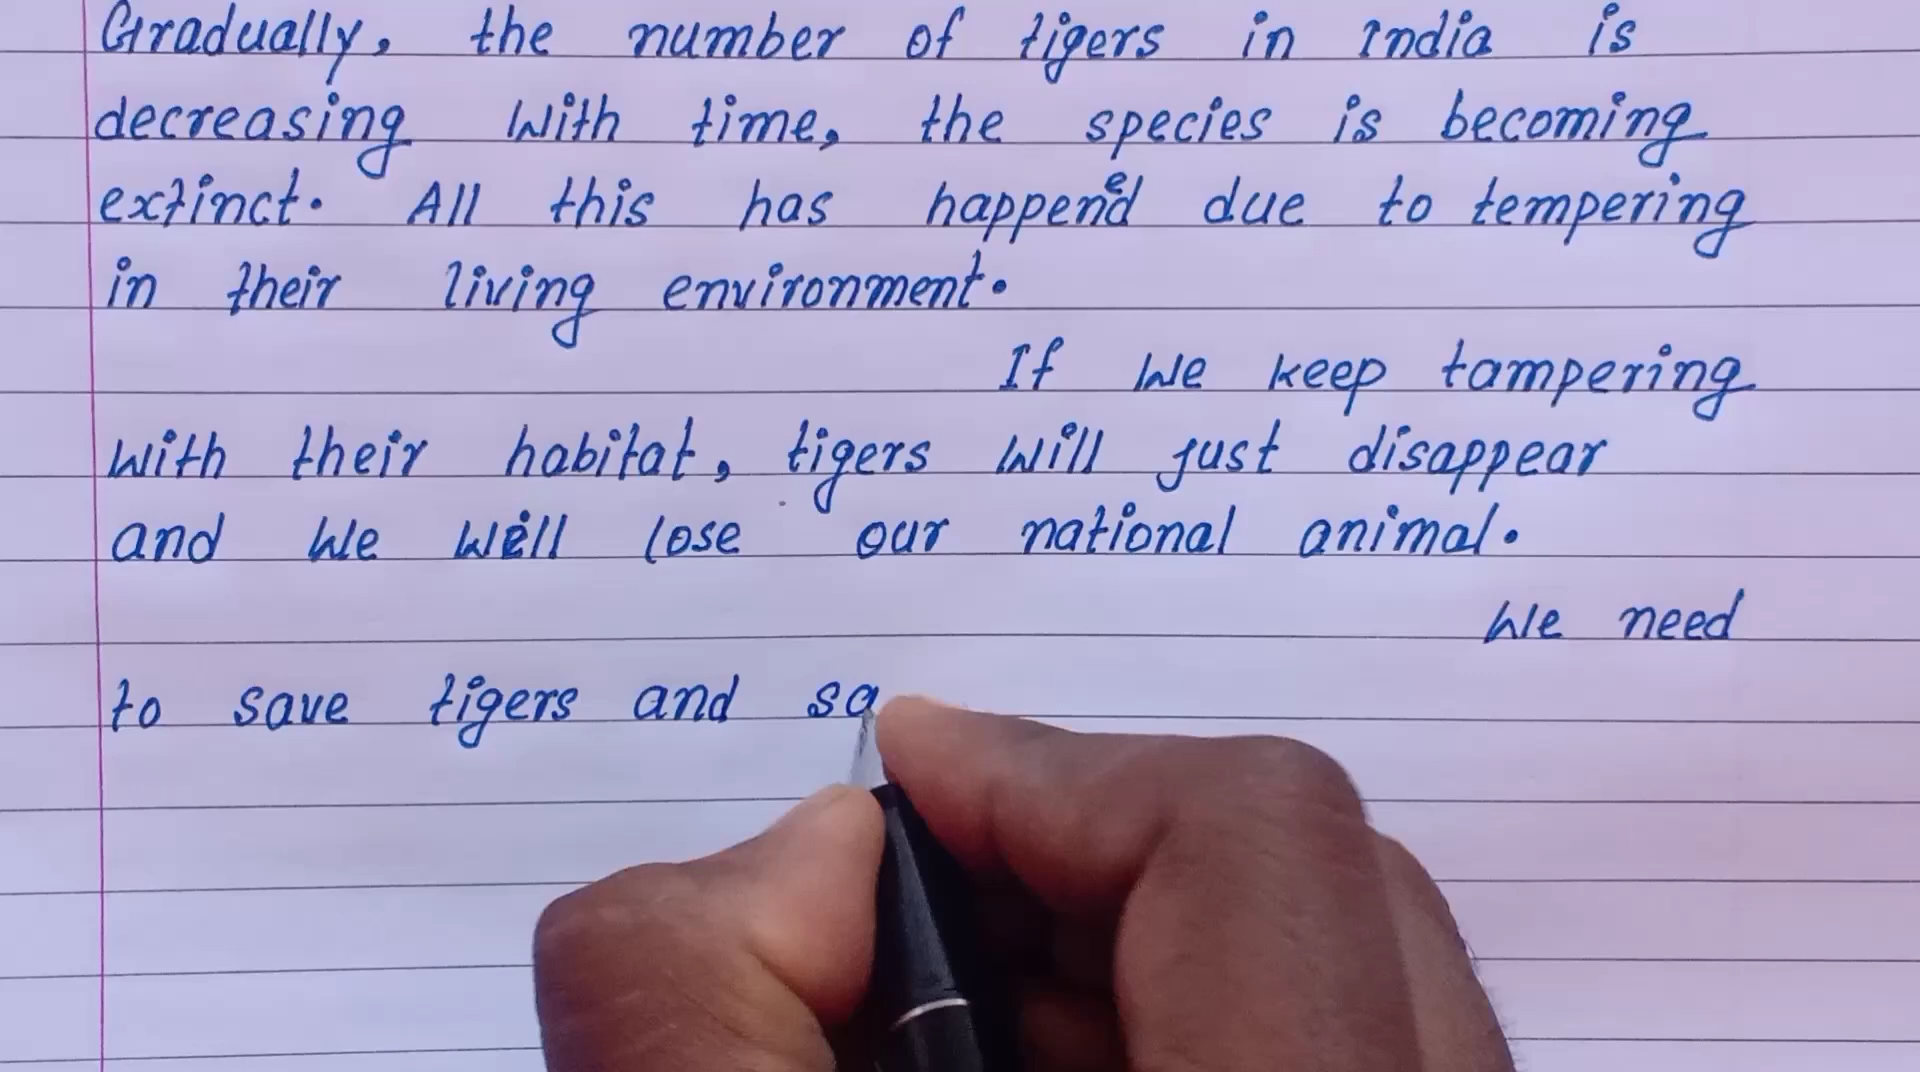 Gradually, the number of tigers in India is
decreasing with time, the species is becoming
extinct. All this has happened due to tempering
in their living environment.
If we keep tampering
with their habitat, tigers will just disappear
and we will lose our national animal.
We need
to save tigers and sa